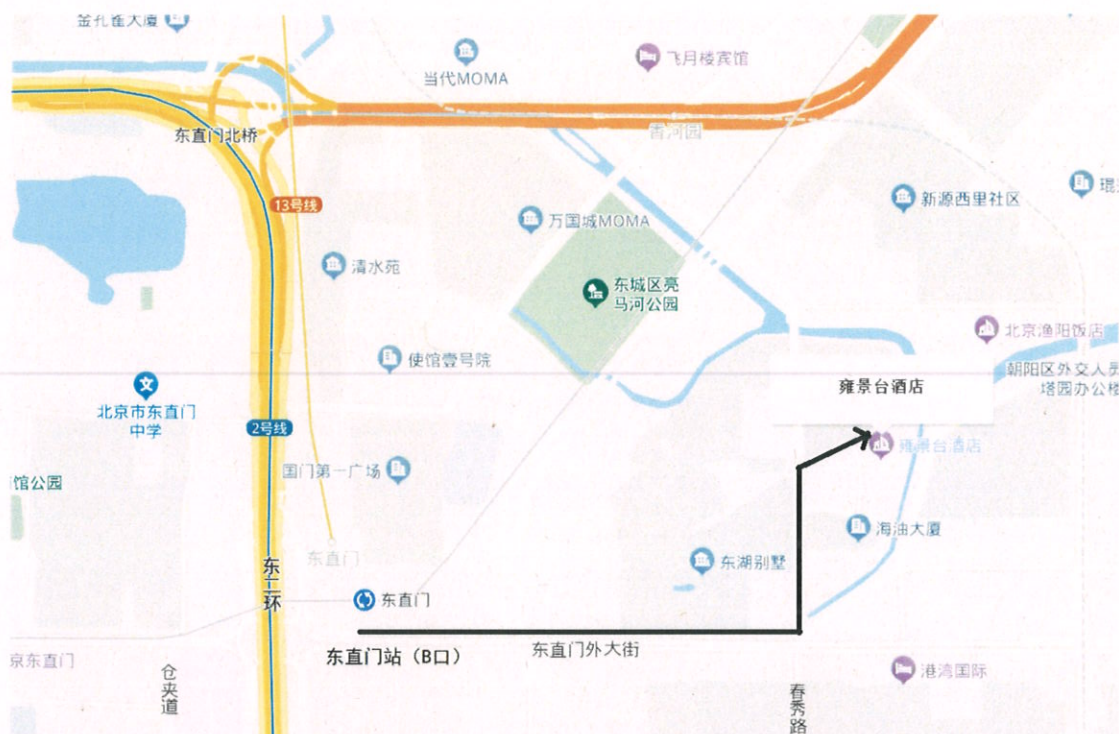 金孔雀大厦
当代MOMA
飞月楼宾馆
东直门北桥
香河园
13号线
万国城MOMA
新源西里社区
清水苑
东城区亮
马河公园
北京渔阳饭店
使馆壹号院
朝阳区外交人员
塔园办公楼
雍景台酒店
北京市东直门
中学
2号线
雍景台酒店
国门第一广场
馆公园
海油大厦
东直门
东湖别墅
东二环
东直门
东直门外大街
东直门站（B口）
京东直门
仓夹道
港湾国际
春秀路